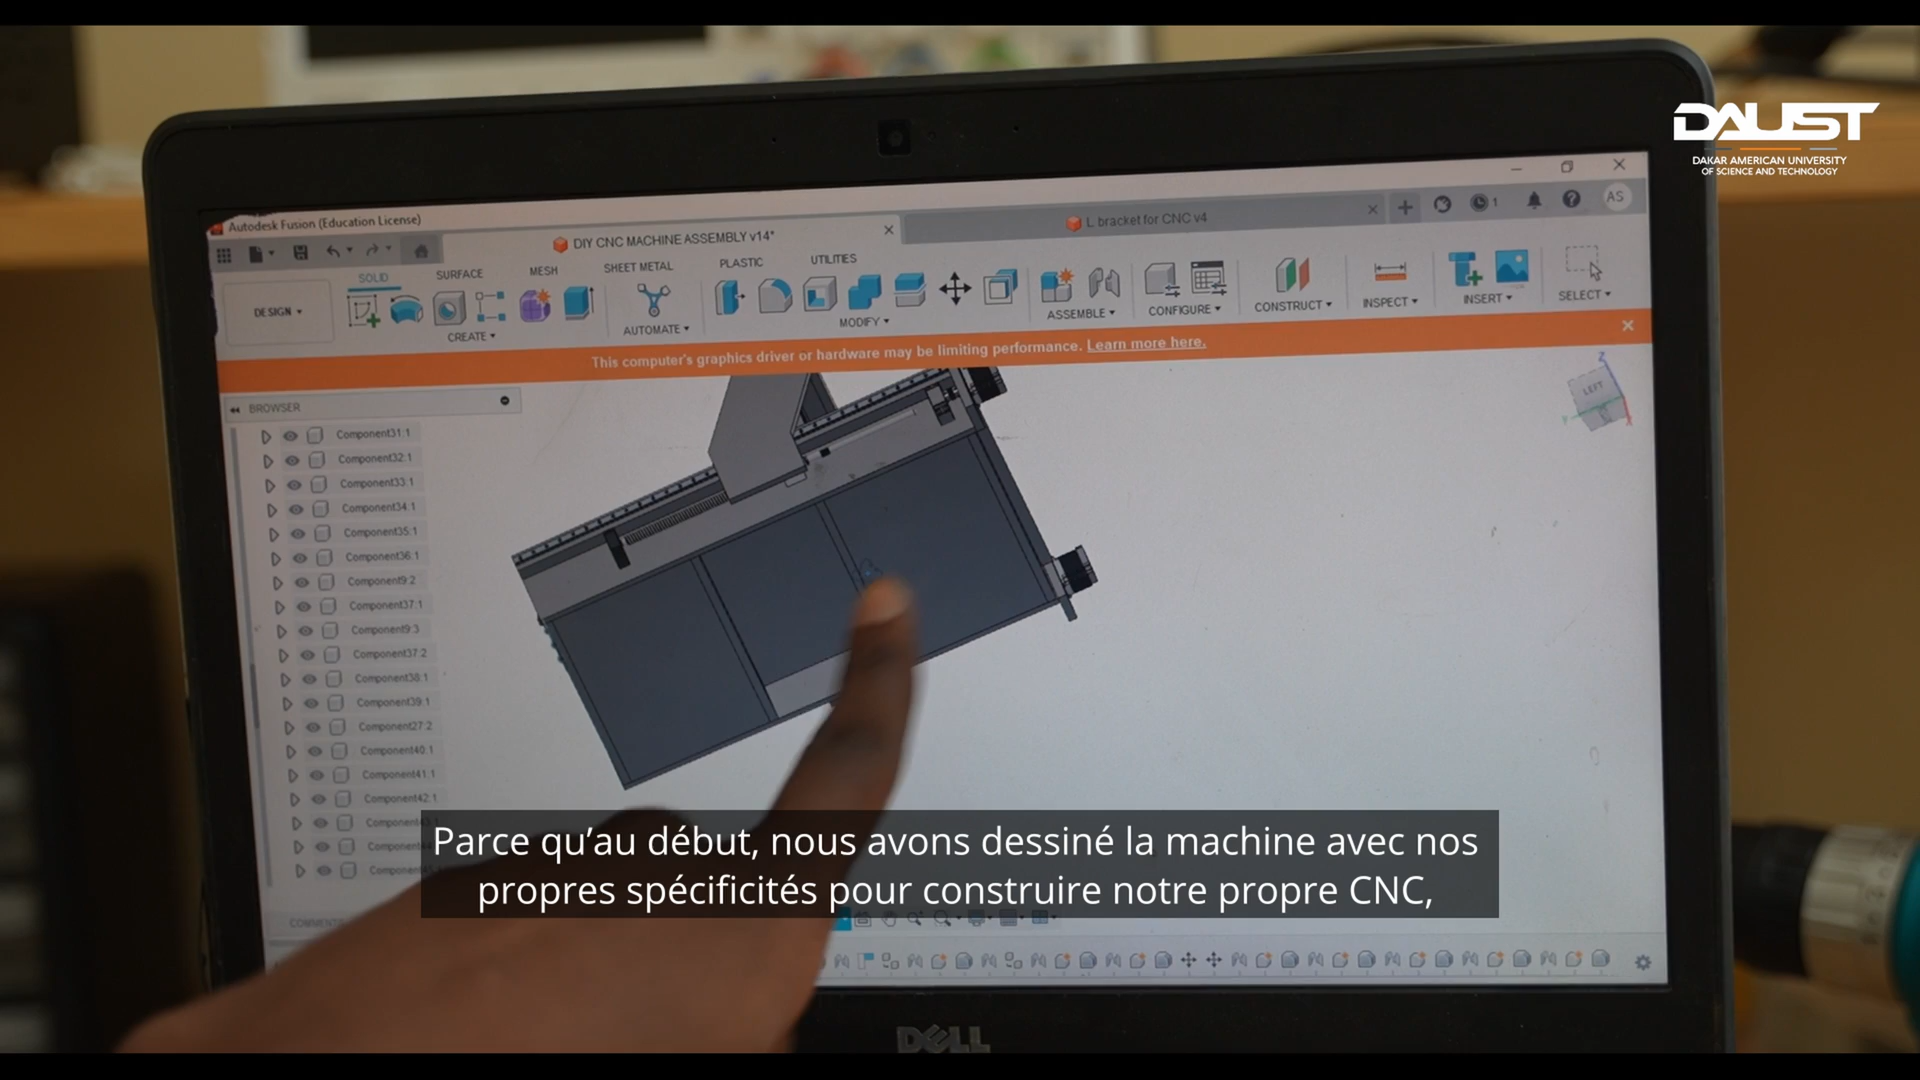 DAUST
DAKAR AMERICAN UNIVERSITY
OF SCIENCE AND TECHNOLOGY
Autodesk Fusion (Education License)
DIY CNC MACHINE ASSEMBLY v14*
L bracket for CNC v4
1
AS
SOLID
SURFACE
MESH
SHEET METAL
PLASTIC
UTILITIES
DESIGN
CREATE
AUTOMATE
MODIFY
ASSEMBLE
CONFIGURE
CONSTRUCT
INSPECT
INSERT
SELECT
This computer's graphics driver or hardware may be limiting performance. Learn more here.
BROWSER
Z
LEFT
Component31:1
Component32:1
Component33:1
Component34:1
Component35:1
Component36:1
Component9:2
Component37:1
Component9:3
Component37:2
Component38:1
Component39:1
Component27:2
Component40:1
Component41:1
Component42:1
Parce qu’au début, nous avons dessiné la machine avec nos
propres spécificités pour construire notre propre CNC,
DELL